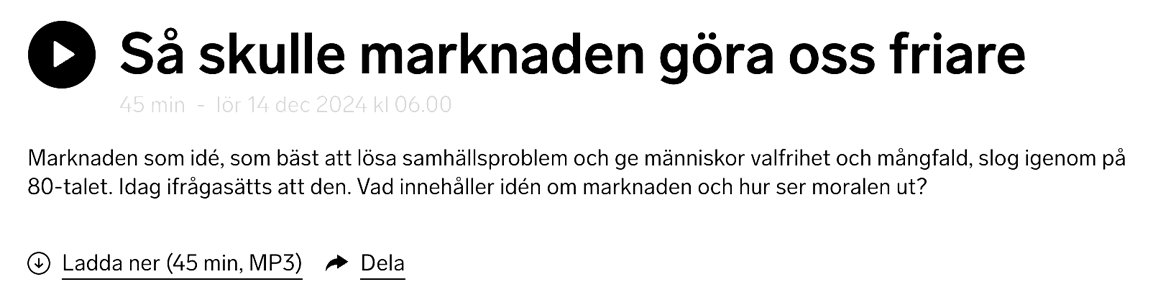 Så skulle marknaden göra oss friare
45 min - lör 14 dec 2024 kl 06.00
Marknaden som idé, som bäst att lösa samhällsproblem och ge människor valfrihet och mångfald, slog igenom på
80-talet. Idag ifrågasätts att den. Vad innehåller idén om marknaden och hur ser moralen ut?
Ladda ner (45 min, MP3) Dela